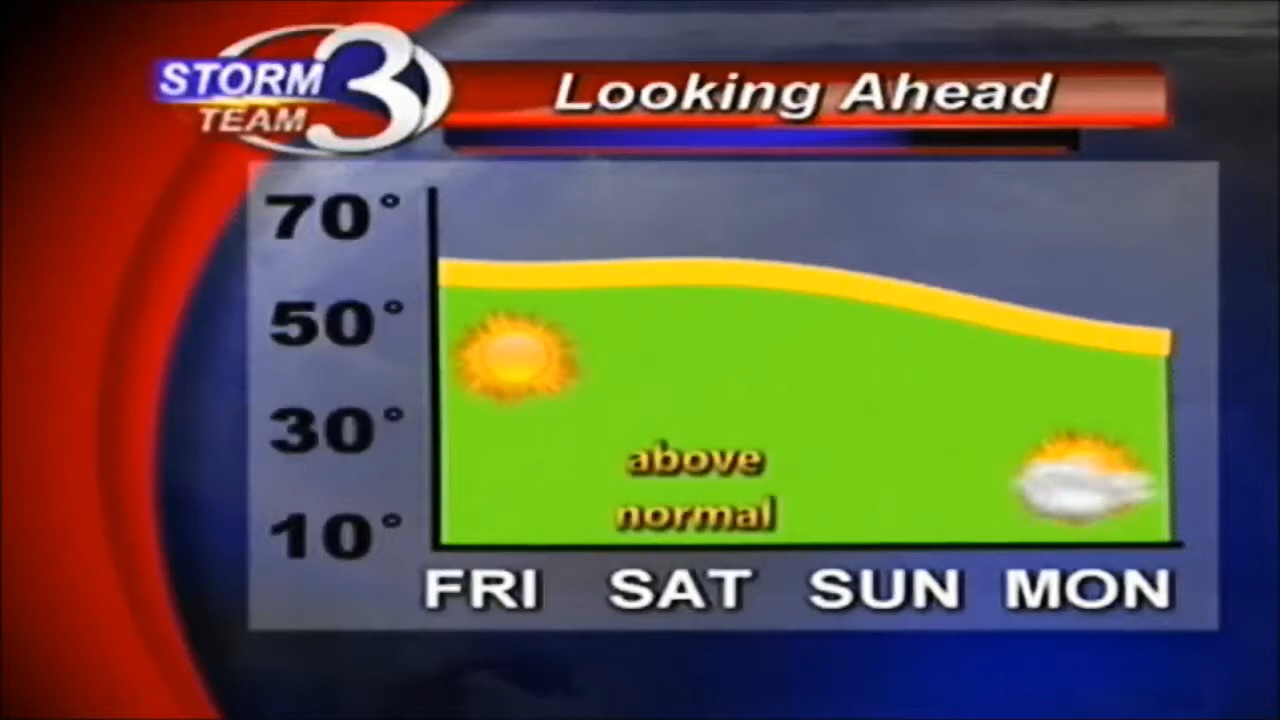 STORM
TEAM 3
Looking Ahead
70°
50°
30°
10°
above
normal
FRI SAT SUN MON